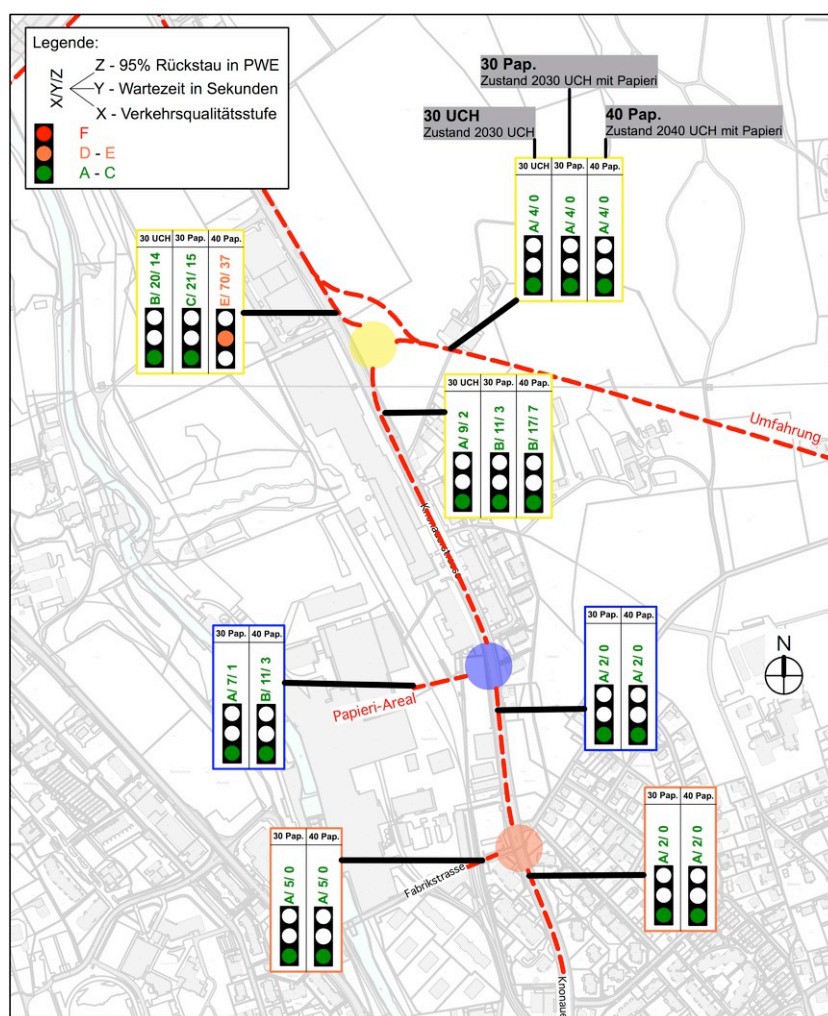 Legende:
X/Y/Z
Z - 95% Rückstau in PWE
Y - Wartezeit in Sekunden
X - Verkehrsqualitätsstufe
F
D - E
A - C
30 Pap.
Zustand 2030 UCH mit Papieri
30 UCH
Zustand 2030 UCH
40 Pap.
Zustand 2040 UCH mit Papieri
30 UCH 30 Pap. 40 Pap.
A/ 4/ 0 A/ 4/ 0 A/ 4/ 0
30 UCH 30 Pap. 40 Pap.
B/ 20/ 14 C/ 21/ 15 E/ 70/ 37
30 UCH 30 Pap. 40 Pap.
A/ 9/ 2 B/ 11/ 3 B/ 17/ 7
Umfahrung
Knonauerstrasse
30 Pap. 40 Pap.
A/ 7/ 1 B/ 11/ 3
30 Pap. 40 Pap.
A/ 2/ 0 A/ 2/ 0
N
Papieri-Areal
30 Pap. 40 Pap.
A/ 5/ 0 A/ 5/ 0
30 Pap. 40 Pap.
A/ 2/ 0 A/ 2/ 0
Fabrikstrasse
Knonaue